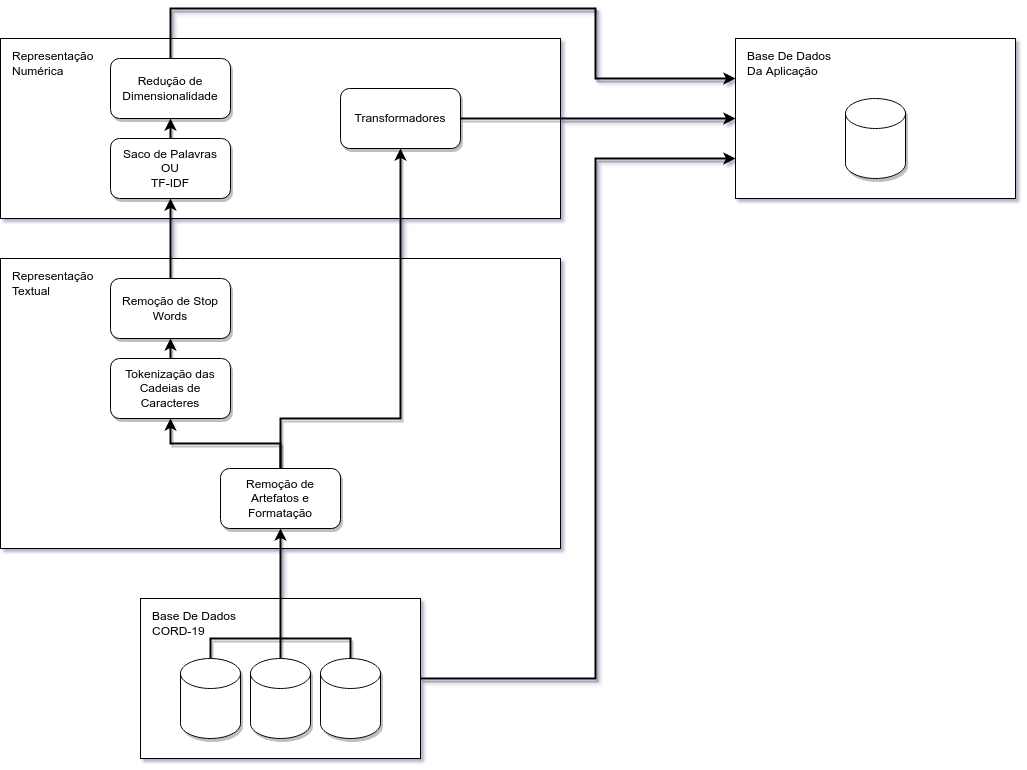 Representação
Numérica
Redução de
Dimensionalidade
Saco de Palavras
OU
TF-IDF
Transformadores
Base De Dados
Da Aplicação
Representação
Textual
Remoção de Stop
Words
Tokenização das
Cadeias de
Caracteres
Remoção de
Artefatos e
Formatação
Base De Dados
CORD-19